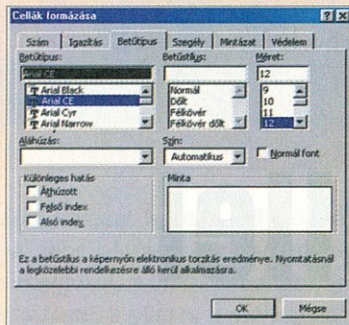 Cellák formázása
Szám Igazítás Betűtípus Szegély Mintázat Védelem
Betűtípus: Betűstílus: Méret:
Arial CE 12
Arial Black Normál 9
Arial CE Dőlt 10
Arial Cyr Félkövér 11
Arial Narrow Félkövér dőlt 12
Aláhúzás: Szín:
Automatikus Normál font
Különleges hatás Minta
Áthúzott
Felső index
Alsó index
Ez a betűstílus a képernyőn elektronikus torzítás eredménye. Nyomtatásnál
a legközelebbi rendelkezésre álló kerül alkalmazásra.
OK Mégse